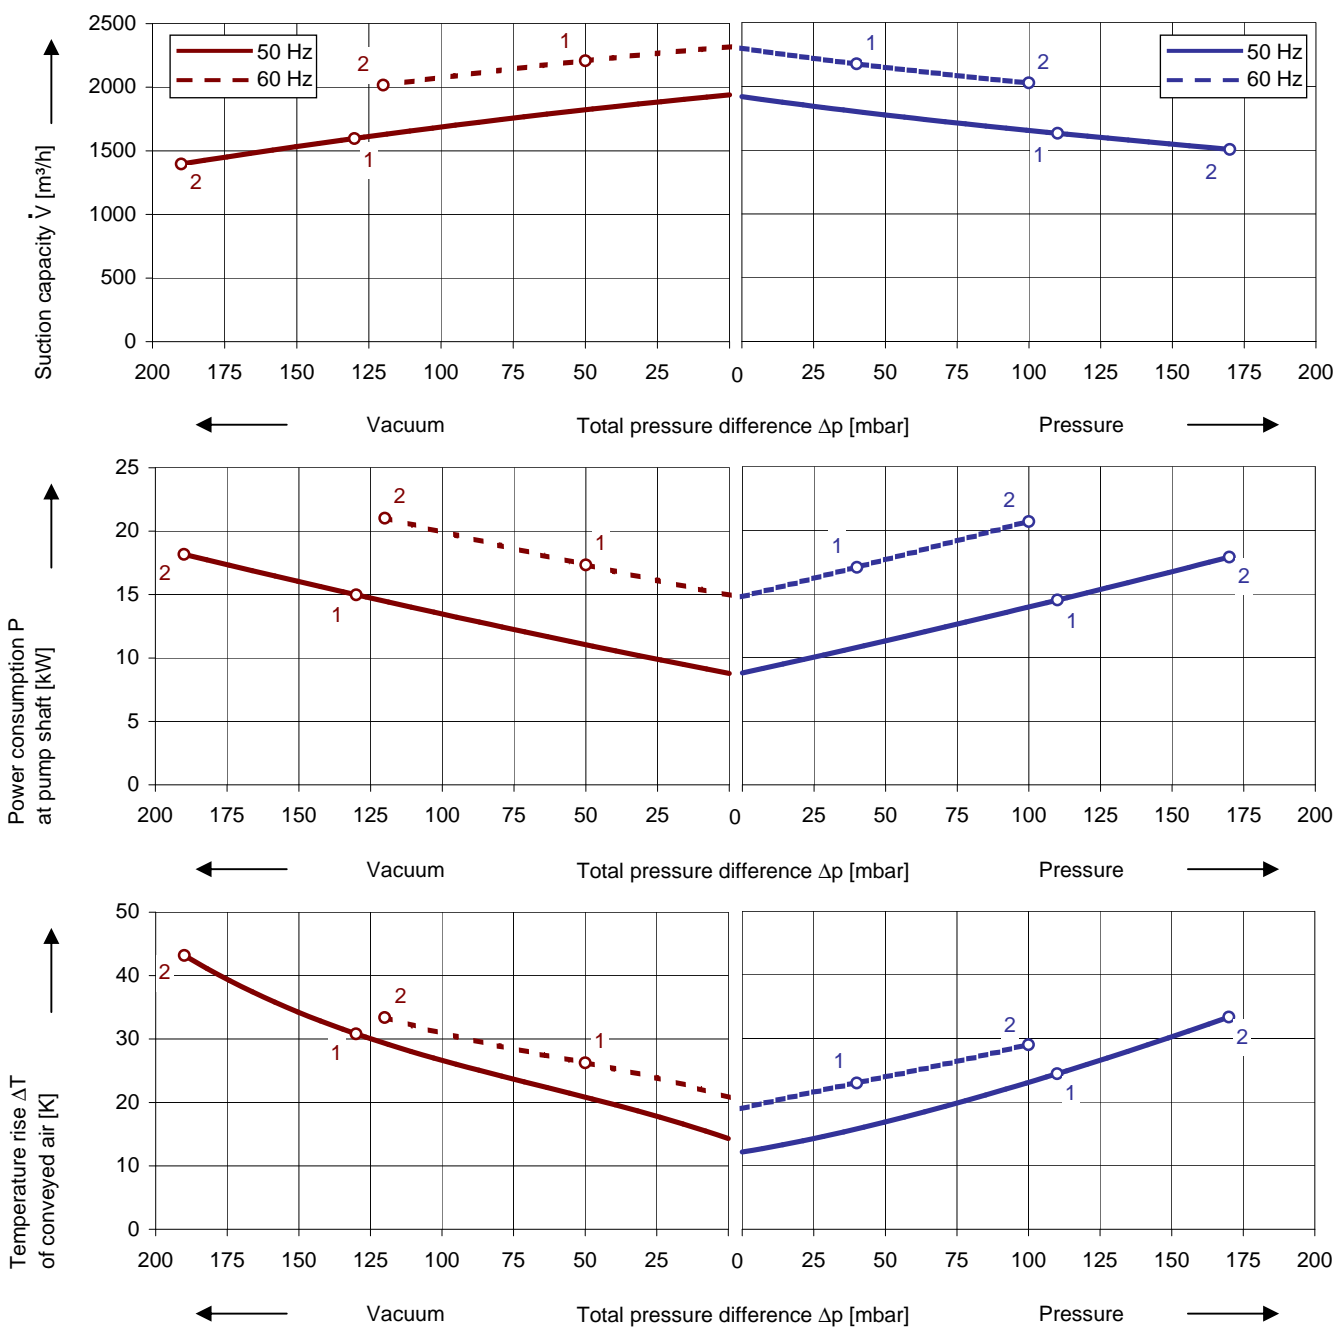 Suction capacity V̇ [m³/h]
2500
2000
1500
1000
500
0
50 Hz
60 Hz
2
1
1
2
50 Hz
60 Hz
1
2
1
2
200 175 150 125 100 75 50 25 0 25 50 75 100 125 150 175 200
Vacuum Total pressure difference Δp [mbar] Pressure
Power consumption P
at pump shaft [kW]
25
20
15
10
5
0
2
1
2
1
2
1
1
2
200 175 150 125 100 75 50 25 0 25 50 75 100 125 150 175 200
Vacuum Total pressure difference Δp [mbar] Pressure
Temperature rise ΔT
of conveyed air [K]
50
40
30
20
10
0
2
2
1
1
2
1
2
1
200 175 150 125 100 75 50 25 0 25 50 75 100 125 150 175 200
Vacuum Total pressure difference Δp [mbar] Pressure